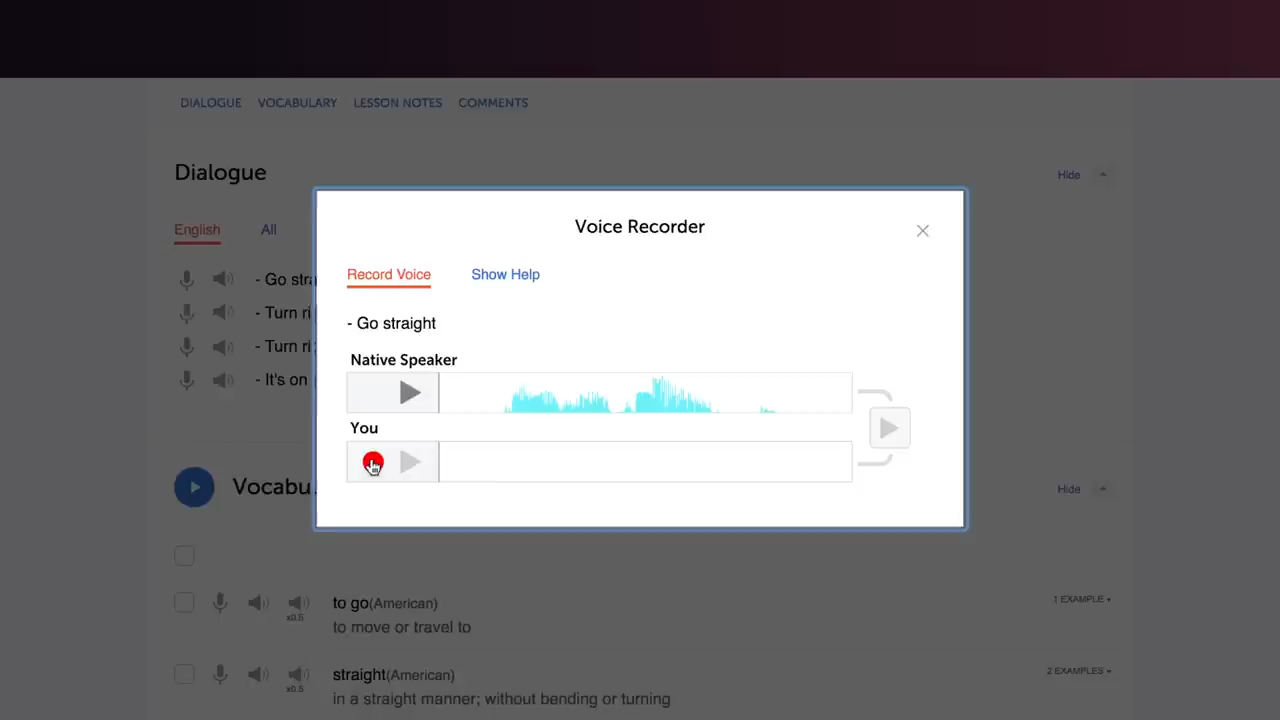 DIALOGUE VOCABULARY LESSON NOTES COMMENTS
Dialogue
Hide
English All
- Go stra
- Turn ri
- Turn ri
- It's on
Voice Recorder
Record Voice Show Help
- Go straight
Native Speaker
You
Vocabu
Hide
to go(American)
1 EXAMPLE
x0.5
to move or travel to
straight(American)
2 EXAMPLES
x0.5
in a straight manner; without bending or turning